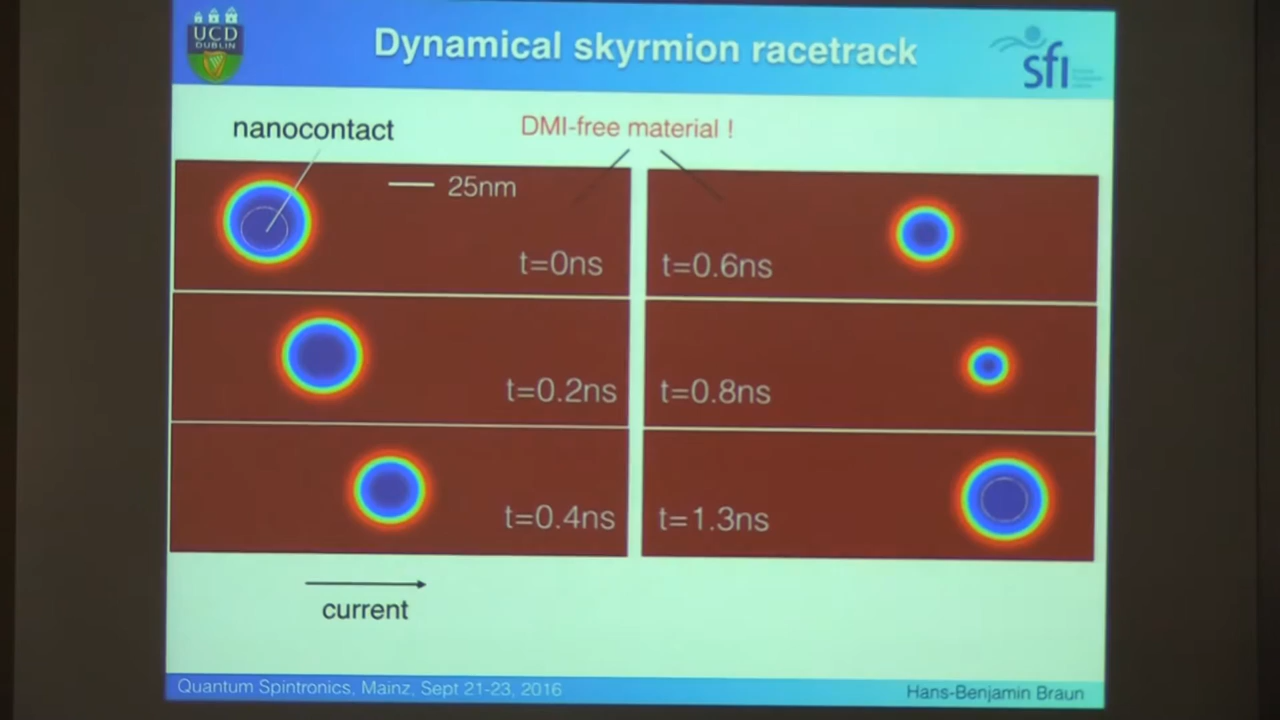 UCD
DUBLIN
Dynamical skyrmion racetrack
sfi
nanocontact
DMI-free material !
25nm
t=0ns
t=0.6ns
t=0.2ns
t=0.8ns
t=0.4ns
t=1.3ns
current
Quantum Spintronics, Mainz, Sept 21-23, 2016
Hans-Benjamin Braun